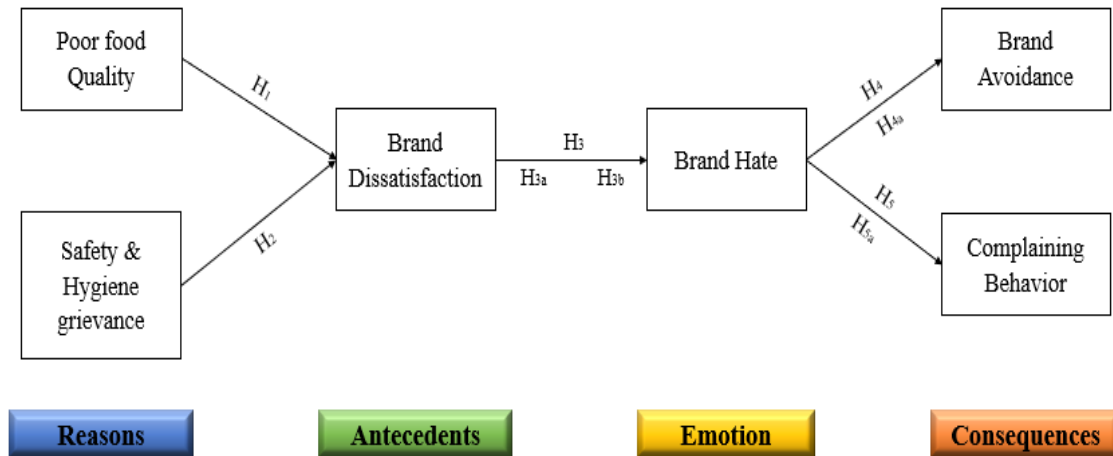 Poor food
Quality
Safety &
Hygiene
grievance
H1
H2
Brand
Dissatisfaction
H3
H3a
H3b
Brand Hate
H4
H4a
H5
H5a
Brand
Avoidance
Complaining
Behavior
Reasons
Antecedents
Emotion
Consequences